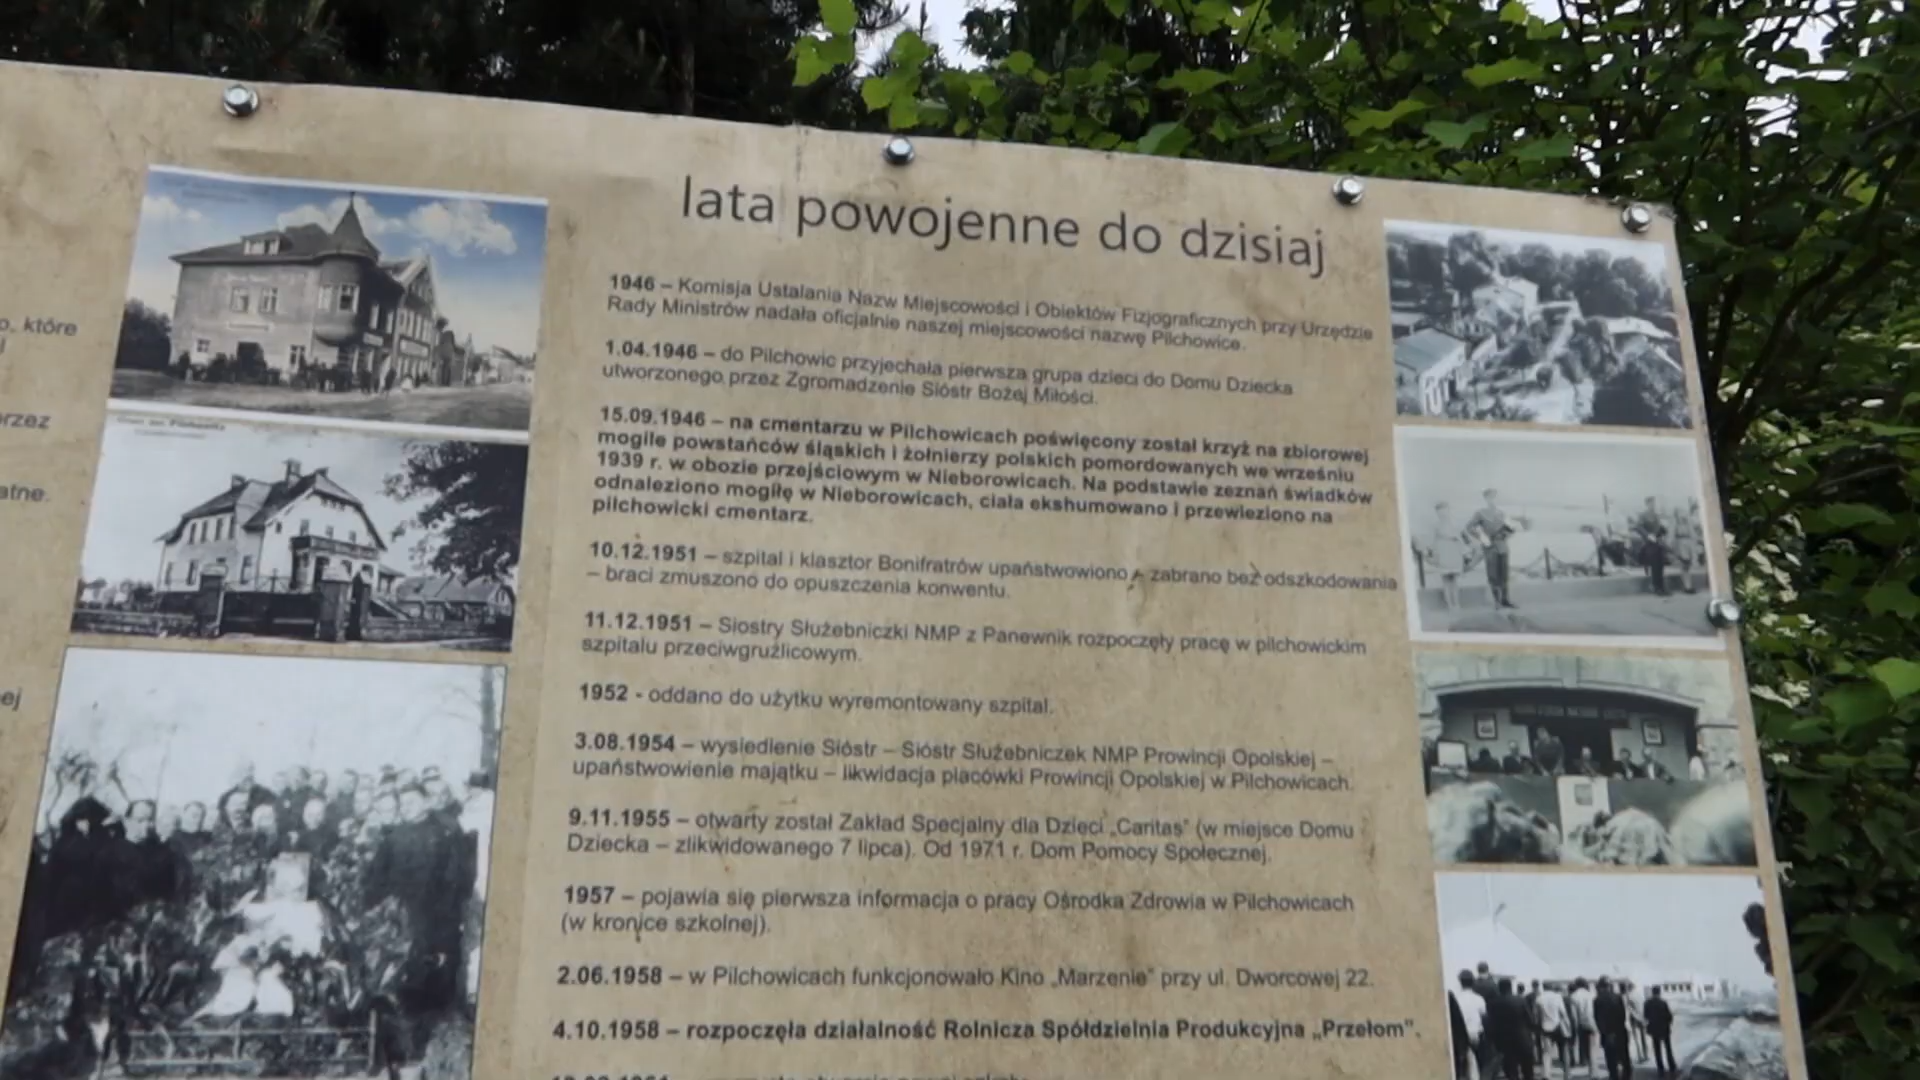 o, które
przez
atne.
ej
lata powojenne do dzisiaj
1946 – Komisja Ustalania Nazw Miejscowości i Obiektów Fizjograficznych przy Urzędzie
Rady Ministrów nadała oficjalnie naszej miejscowości nazwę Pilchowice.
1.04.1946 – do Pilchowic przyjechała pierwsza grupa dzieci do Domu Dziecka
utworzonego przez Zgromadzenie Sióstr Bożej Miłości.
15.09.1946 – na cmentarzu w Pilchowicach poświęcony został krzyż na zbiorowej
mogile powstańców śląskich i żołnierzy polskich pomordowanych we wrześniu
1939 r. w obozie przejściowym w Nieborowicach. Na podstawie zeznań świadków
odnaleziono mogiłę w Nieborowicach, ciała ekshumowano i przewieziono na
pilchowicki cmentarz.
10.12.1951 – szpital i klasztor Bonifratrów upaństwowiono – zabrano bez odszkodowania
– braci zmuszono do opuszczenia konwentu.
11.12.1951 – Siostry Służebniczki NMP z Panewnik rozpoczęły pracę w pilchowickim
szpitalu przeciwgruźlicowym.
1952 - oddano do użytku wyremontowany szpital.
3.08.1954 – wysiedlenie Sióstr – Sióstr Służebniczek NMP Prowincji Opolskiej –
upaństwowienie majątku – likwidacja placówki Prowincji Opolskiej w Pilchowicach.
9.11.1955 – otwarty został Zakład Specjalny dla Dzieci „Caritas" (w miejsce Domu
Dziecka – zlikwidowanego 7 lipca). Od 1971 r. Dom Pomocy Społecznej.
1957 – pojawia się pierwsza informacja o pracy Ośrodka Zdrowia w Pilchowicach
(w kronice szkolnej).
2.06.1958 – w Pilchowicach funkcjonowało Kino „Marzenie" przy ul. Dworcowej 22.
4.10.1958 – rozpoczęła działalność Rolnicza Spółdzielnia Produkcyjna „Przełom".